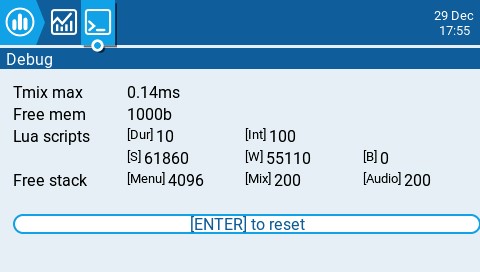 29 Dec
17:55
Debug
Tmix max 0.14ms
Free mem 1000b
Lua scripts [Dur] 10 [Int] 100
[S] 61860 [W] 55110 [B] 0
Free stack [Menu] 4096 [Mix] 200 [Audio] 200
[ENTER] to reset